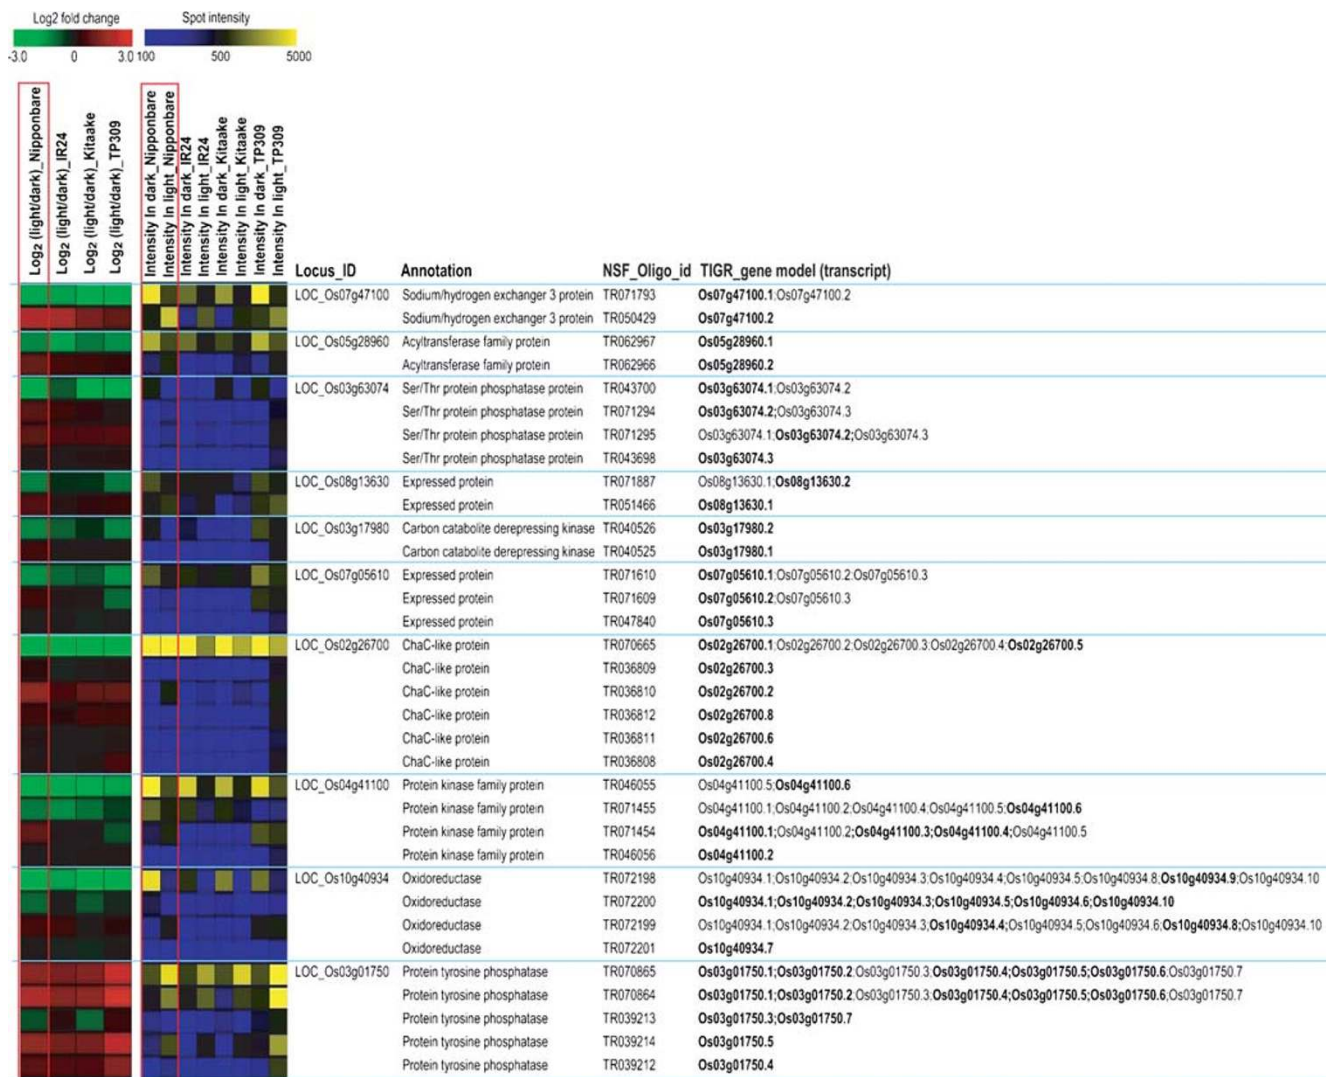 Log2 fold change Spot intensity
-3.0 0 3.0 100 500 5000
Log2 (light/dark)_Nipponbare
Log2 (light/dark)_IR24
Log2 (light/dark)_Kitaake
Log2 (light/dark)_TP309
Intensity In dark_Nipponbare
Intensity In light_Nipponbare
Intensity In dark_IR24
Intensity In light_IR24
Intensity In dark_Kitaake
Intensity In light_Kitaake
Intensity In dark_TP309
Intensity In light_TP309
Locus_ID Annotation NSF_Oligo_id TIGR_gene model (transcript)
LOC_Os07g47100 Sodium/hydrogen exchanger 3 protein TR071793 Os07g47100.1;Os07g47100.2
Sodium/hydrogen exchanger 3 protein TR050429 Os07g47100.2
LOC_Os05g28960 Acyltransferase family protein TR062967 Os05g28960.1
Acyltransferase family protein TR062966 Os05g28960.2
LOC_Os03g63074 Ser/Thr protein phosphatase protein TR043700 Os03g63074.1;Os03g63074.2
Ser/Thr protein phosphatase protein TR071294 Os03g63074.2;Os03g63074.3
Ser/Thr protein phosphatase protein TR071295 Os03g63074.1;Os03g63074.2;Os03g63074.3
Ser/Thr protein phosphatase protein TR043698 Os03g63074.3
LOC_Os08g13630 Expressed protein TR071887 Os08g13630.1;Os08g13630.2
Expressed protein TR051466 Os08g13630.1
LOC_Os03g17980 Carbon catabolite derepressing kinase TR040526 Os03g17980.2
Carbon catabolite derepressing kinase TR040525 Os03g17980.1
LOC_Os07g05610 Expressed protein TR071610 Os07g05610.1;Os07g05610.2;Os07g05610.3
Expressed protein TR071609 Os07g05610.2;Os07g05610.3
Expressed protein TR047840 Os07g05610.3
LOC_Os02g26700 ChaC-like protein TR070665 Os02g26700.1;Os02g26700.2;Os02g26700.3;Os02g26700.4;Os02g26700.5
ChaC-like protein TR036809 Os02g26700.3
ChaC-like protein TR036810 Os02g26700.2
ChaC-like protein TR036812 Os02g26700.8
ChaC-like protein TR036811 Os02g26700.6
ChaC-like protein TR036808 Os02g26700.4
LOC_Os04g41100 Protein kinase family protein TR046055 Os04g41100.5;Os04g41100.6
Protein kinase family protein TR071455 Os04g41100.1;Os04g41100.2;Os04g41100.4;Os04g41100.5;Os04g41100.6
Protein kinase family protein TR071454 Os04g41100.1;Os04g41100.2;Os04g41100.3;Os04g41100.4;Os04g41100.5
Protein kinase family protein TR046056 Os04g41100.2
LOC_Os10g40934 Oxidoreductase TR072198 Os10g40934.1;Os10g40934.2;Os10g40934.3;Os10g40934.4;Os10g40934.5;Os10g40934.8;Os10g40934.9;Os10g40934.10
Oxidoreductase TR072200 Os10g40934.1;Os10g40934.2;Os10g40934.3;Os10g40934.5;Os10g40934.6;Os10g40934.10
Oxidoreductase TR072199 Os10g40934.1;Os10g40934.2;Os10g40934.3;Os10g40934.4;Os10g40934.5;Os10g40934.6;Os10g40934.8;Os10g40934.10
Oxidoreductase TR072201 Os10g40934.7
LOC_Os03g01750 Protein tyrosine phosphatase TR070865 Os03g01750.1;Os03g01750.2;Os03g01750.3;Os03g01750.4;Os03g01750.5;Os03g01750.6;Os03g01750.7
Protein tyrosine phosphatase TR070864 Os03g01750.1;Os03g01750.2;Os03g01750.3;Os03g01750.4;Os03g01750.5;Os03g01750.6;Os03g01750.7
Protein tyrosine phosphatase TR039213 Os03g01750.3;Os03g01750.7
Protein tyrosine phosphatase TR039214 Os03g01750.5
Protein tyrosine phosphatase TR039212 Os03g01750.4